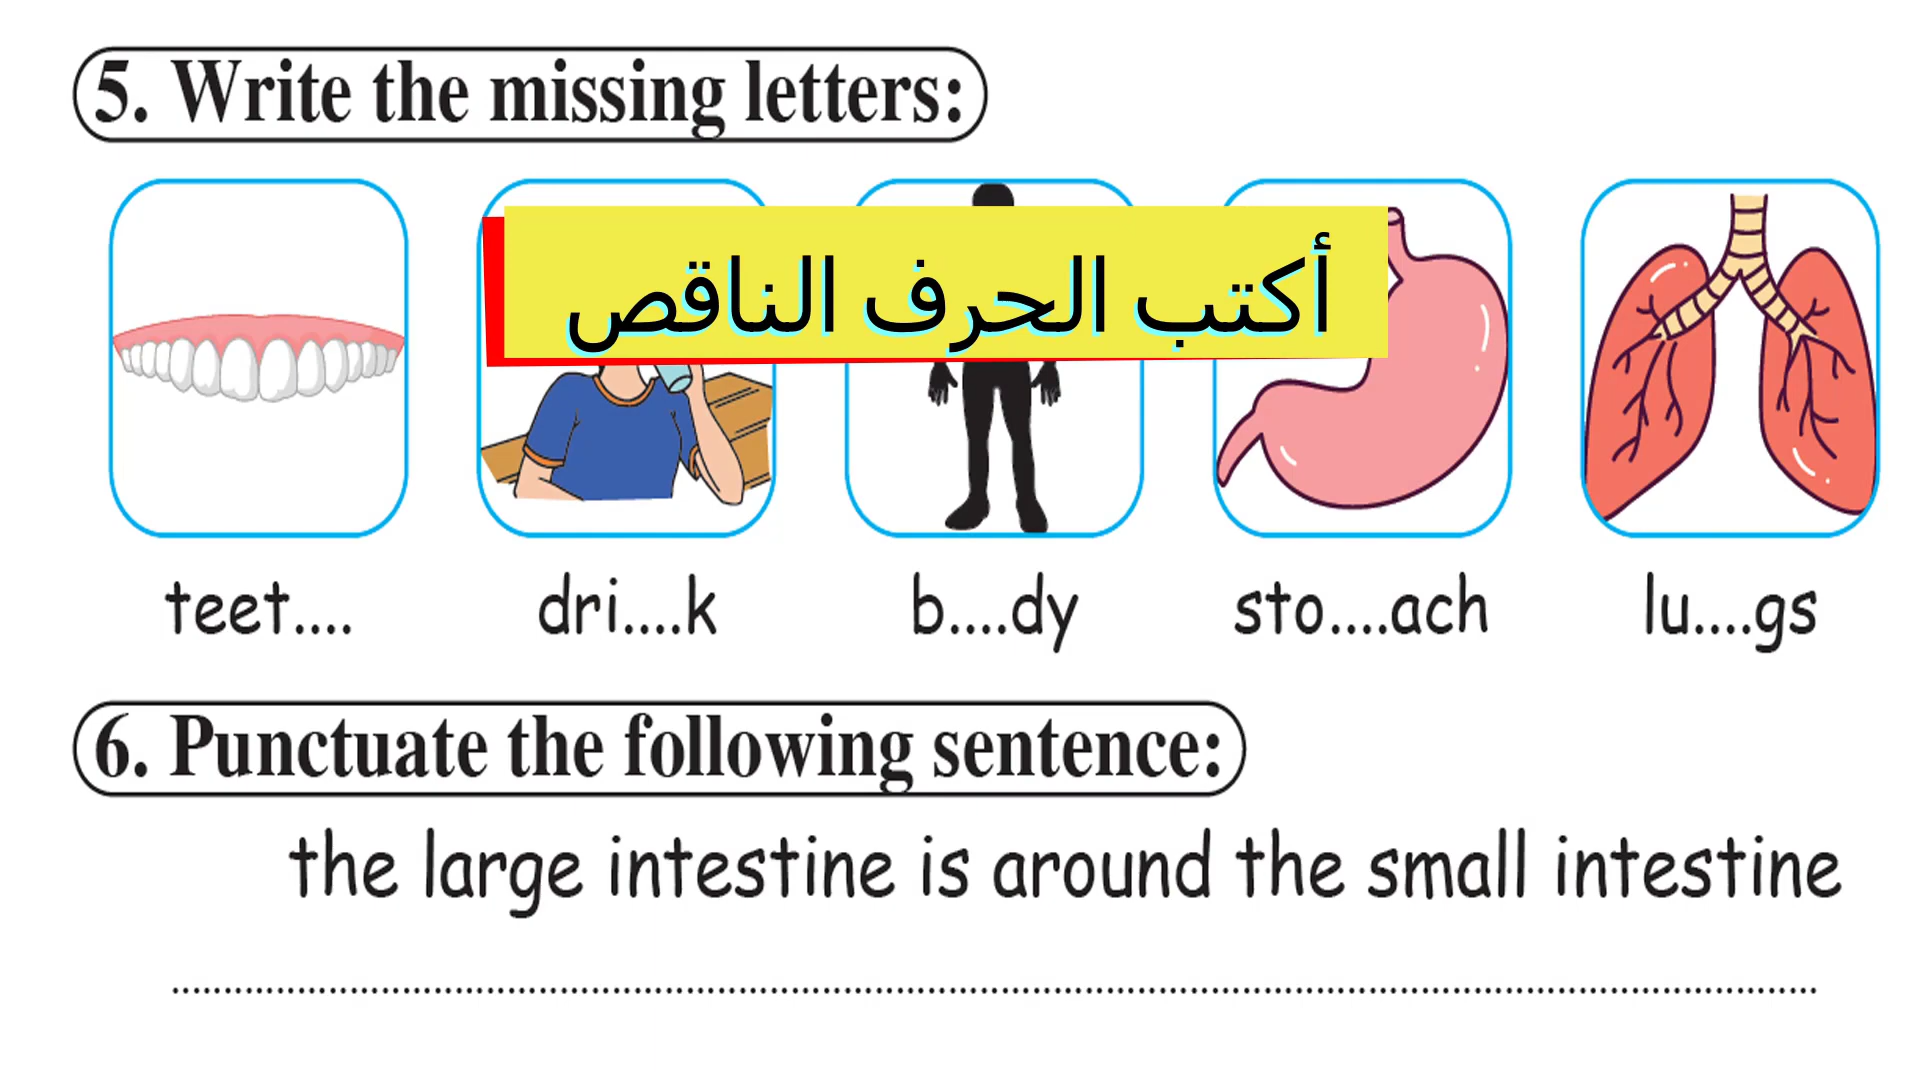 5. Write the missing letters:
أكتب الحرف الناقص
teet.... dri....k b....dy sto....ach lu....gs
6. Punctuate the following sentence:
the large intestine is around the small intestine